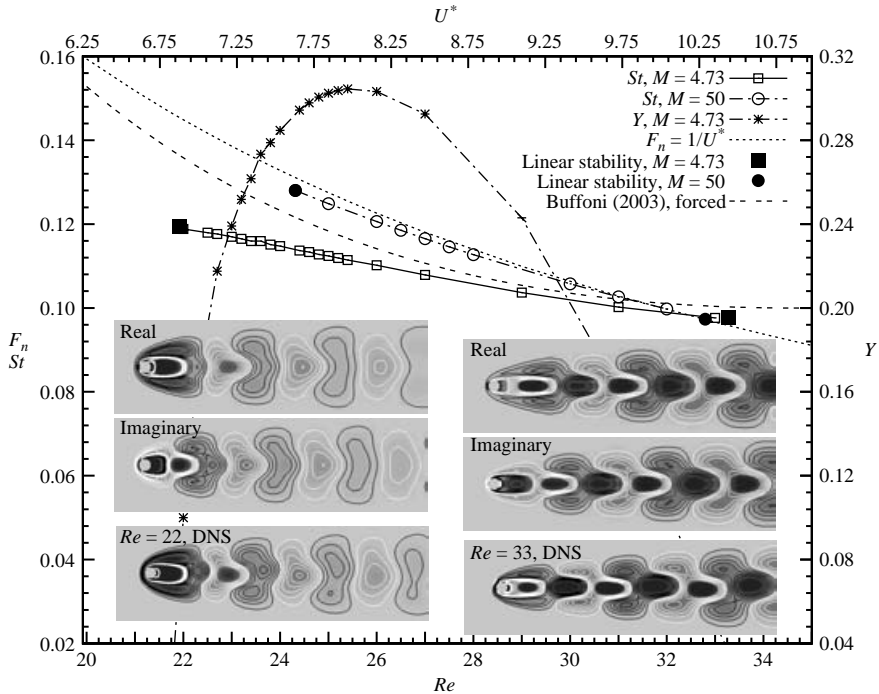 U*
6.25 6.75 7.25 7.75 8.25 8.75 9.25 9.75 10.25 10.75
0.16 0.32
St, M = 4.73
St, M = 50
Y, M = 4.73
Fn = 1/U*
Linear stability, M = 4.73
Linear stability, M = 50
Buffoni (2003), forced
0.14 0.28
0.12 0.24
0.10 0.20
Fn
St
Y
0.08 0.16
0.06 0.12
0.04 0.08
0.02 0.04
Real
Imaginary
Re = 22, DNS
Real
Imaginary
Re = 33, DNS
20 22 24 26 28 30 32 34
Re